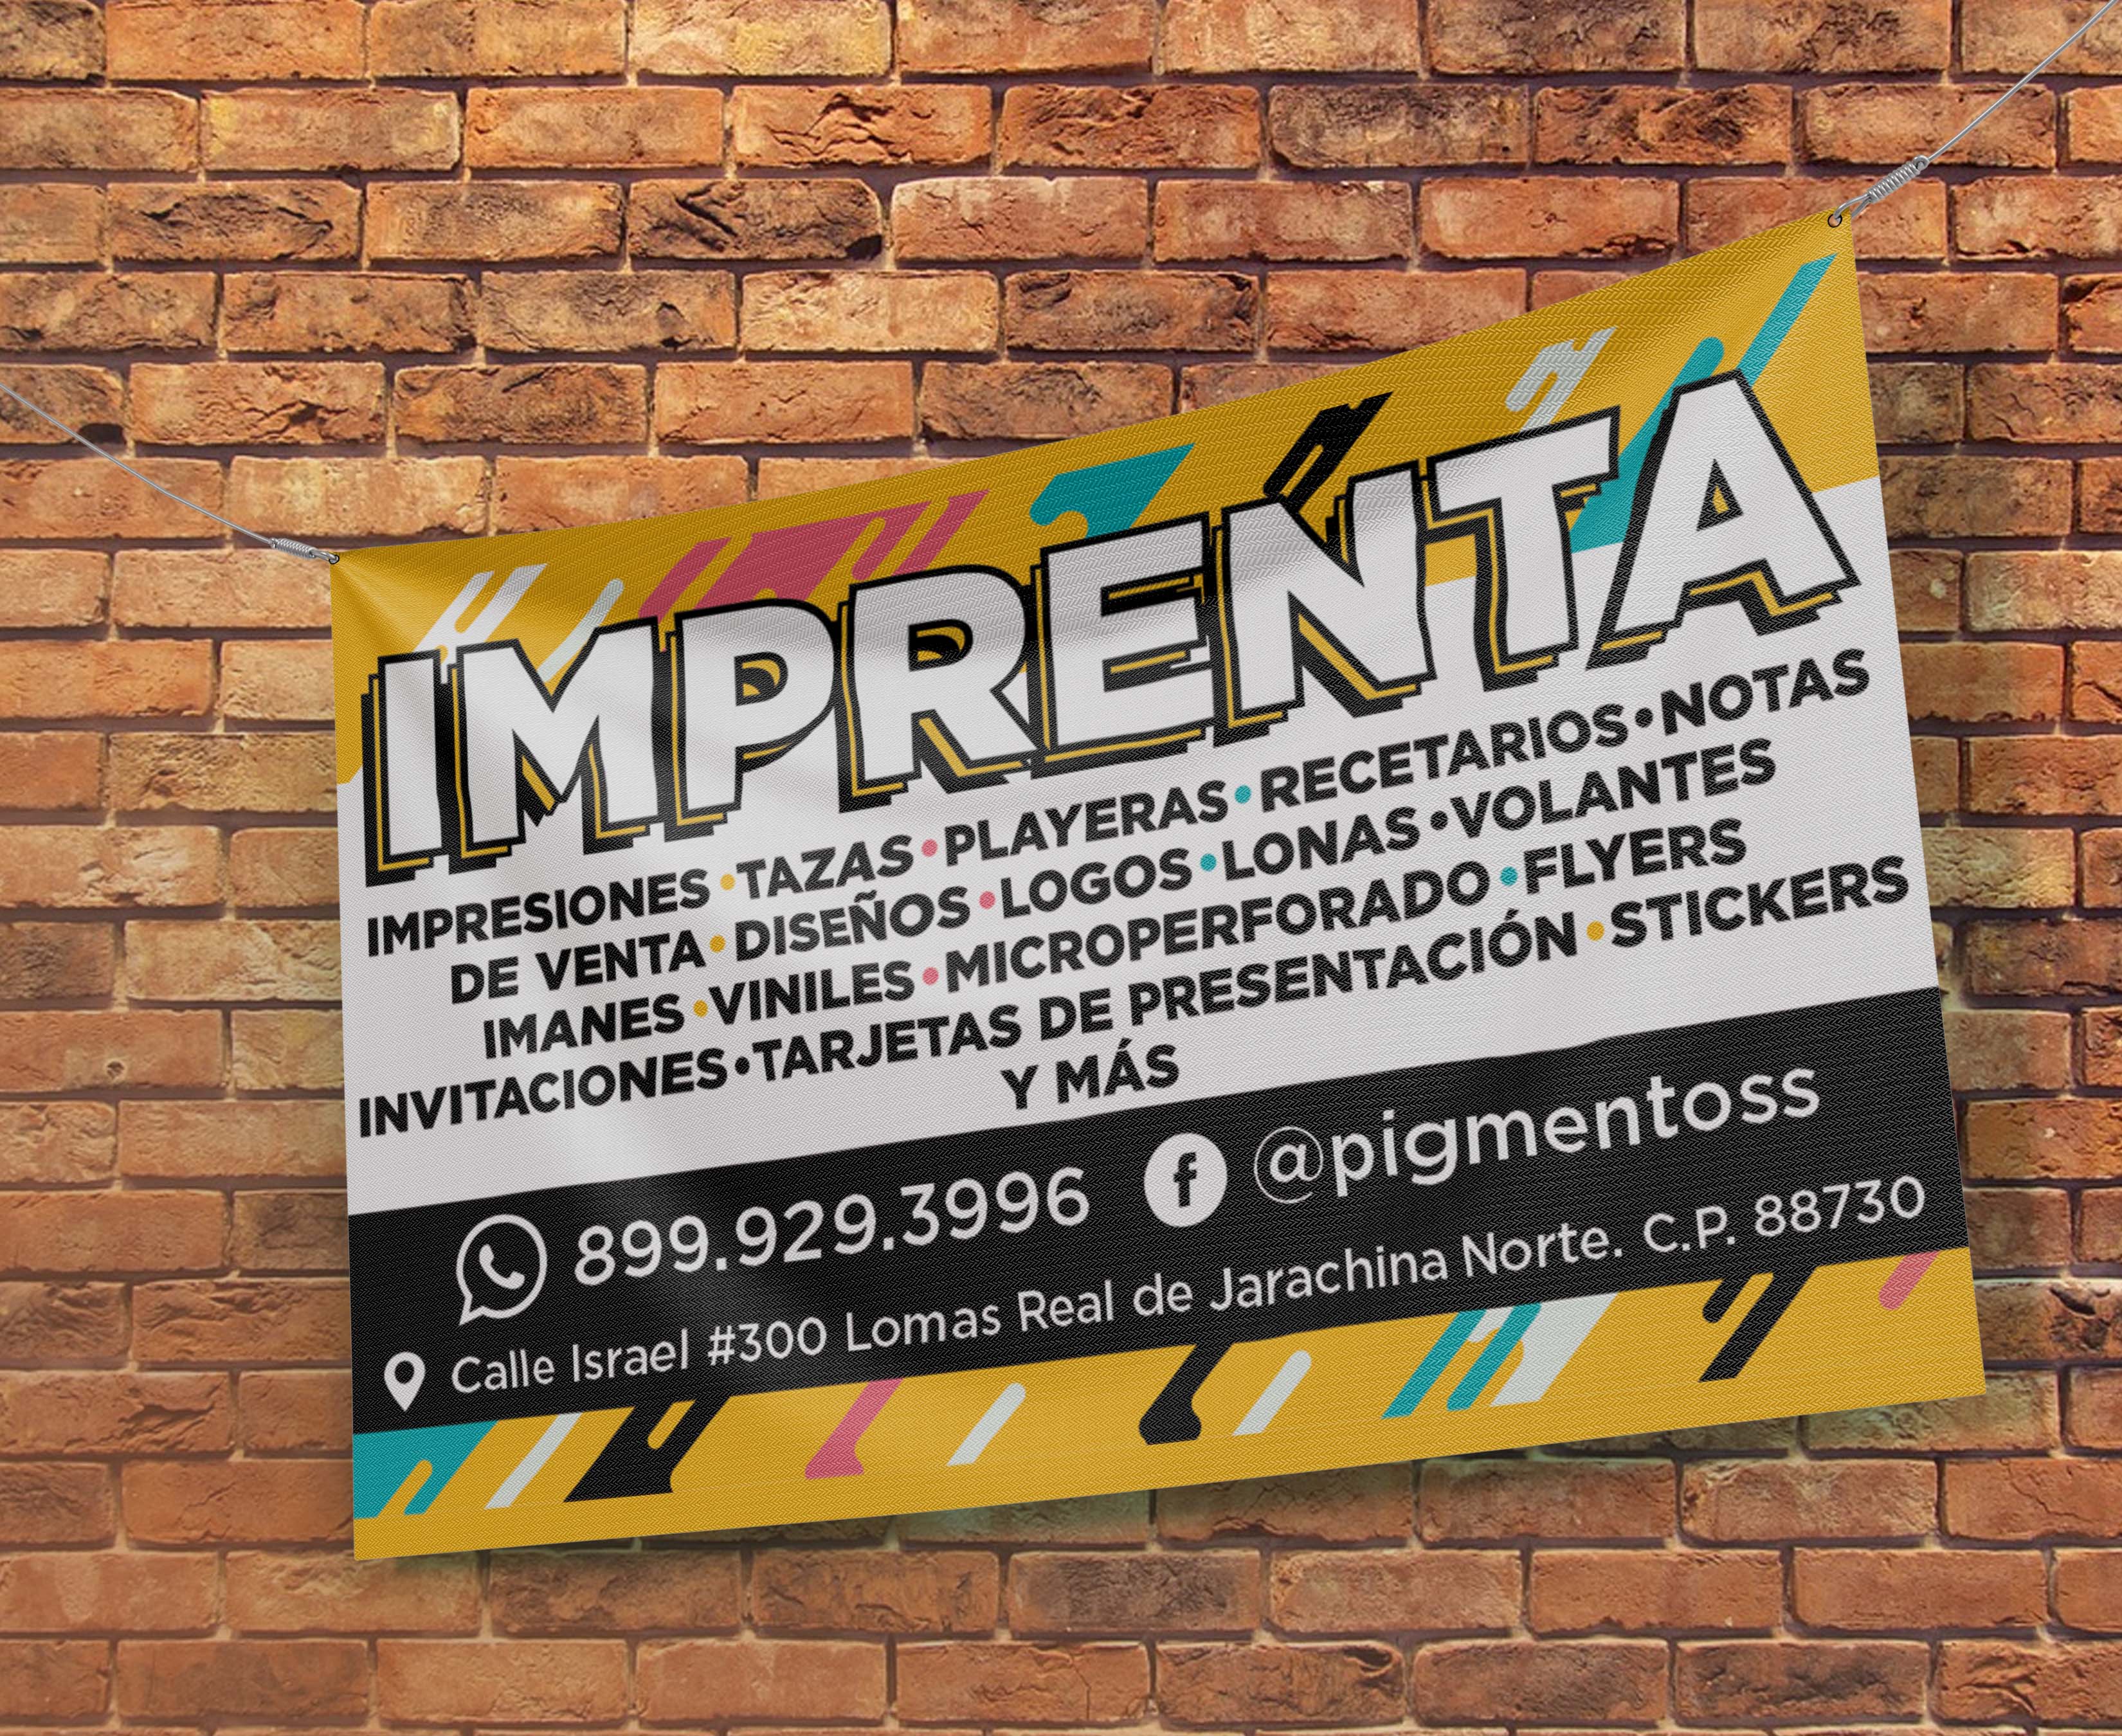 IMPRENTA
IMPRESIONES•TAZAS•PLAYERAS•RECETARIOS•NOTAS
DE VENTA•DISEÑOS•LOGOS•LONAS•VOLANTES
IMANES•VINILES•MICROPERFORADO•FLYERS
INVITACIONES•TARJETAS DE PRESENTACIÓN•STICKERS
Y MÁS
899.929.3996 @pigmentoss
Calle Israel #300 Lomas Real de Jarachina Norte. C.P. 88730